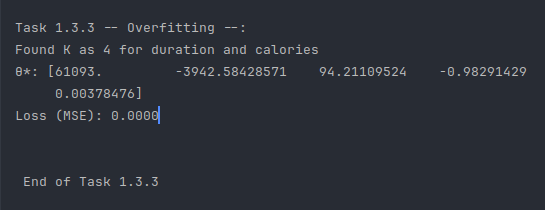 Task 1.3.3 -- Overfitting --:
Found K as 4 for duration and calories
θ*: [61093. -3942.58428571 94.21109524 -0.98291429
0.00378476]
Loss (MSE): 0.0000
End of Task 1.3.3